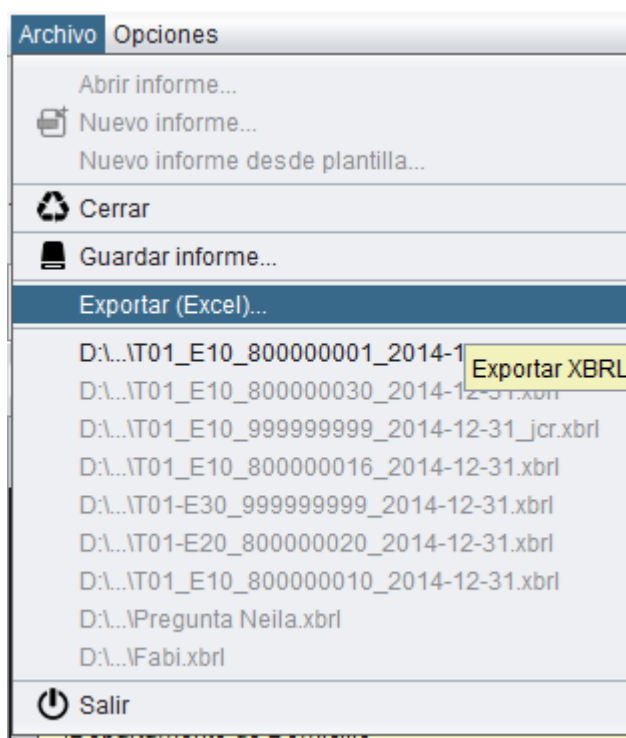 Archivo Opciones
Abrir informe...
Nuevo informe...
Nuevo informe desde plantilla...
Cerrar
Guardar informe...
Exportar (Excel)...
D:\...\T01_E10_800000001_2014-1
Exportar XBRL
D:\...\T01_E10_800000030_2014-12-31.xbrl
D:\...\T01_E10_999999999_2014-12-31_jcr.xbrl
D:\...\T01_E10_800000016_2014-12-31.xbrl
D:\...\T01-E30_999999999_2014-12-31.xbrl
D:\...\T01-E20_800000020_2014-12-31.xbrl
D:\...\T01_E10_800000010_2014-12-31.xbrl
D:\...\Pregunta Neila.xbrl
D:\...\Fabi.xbrl
Salir